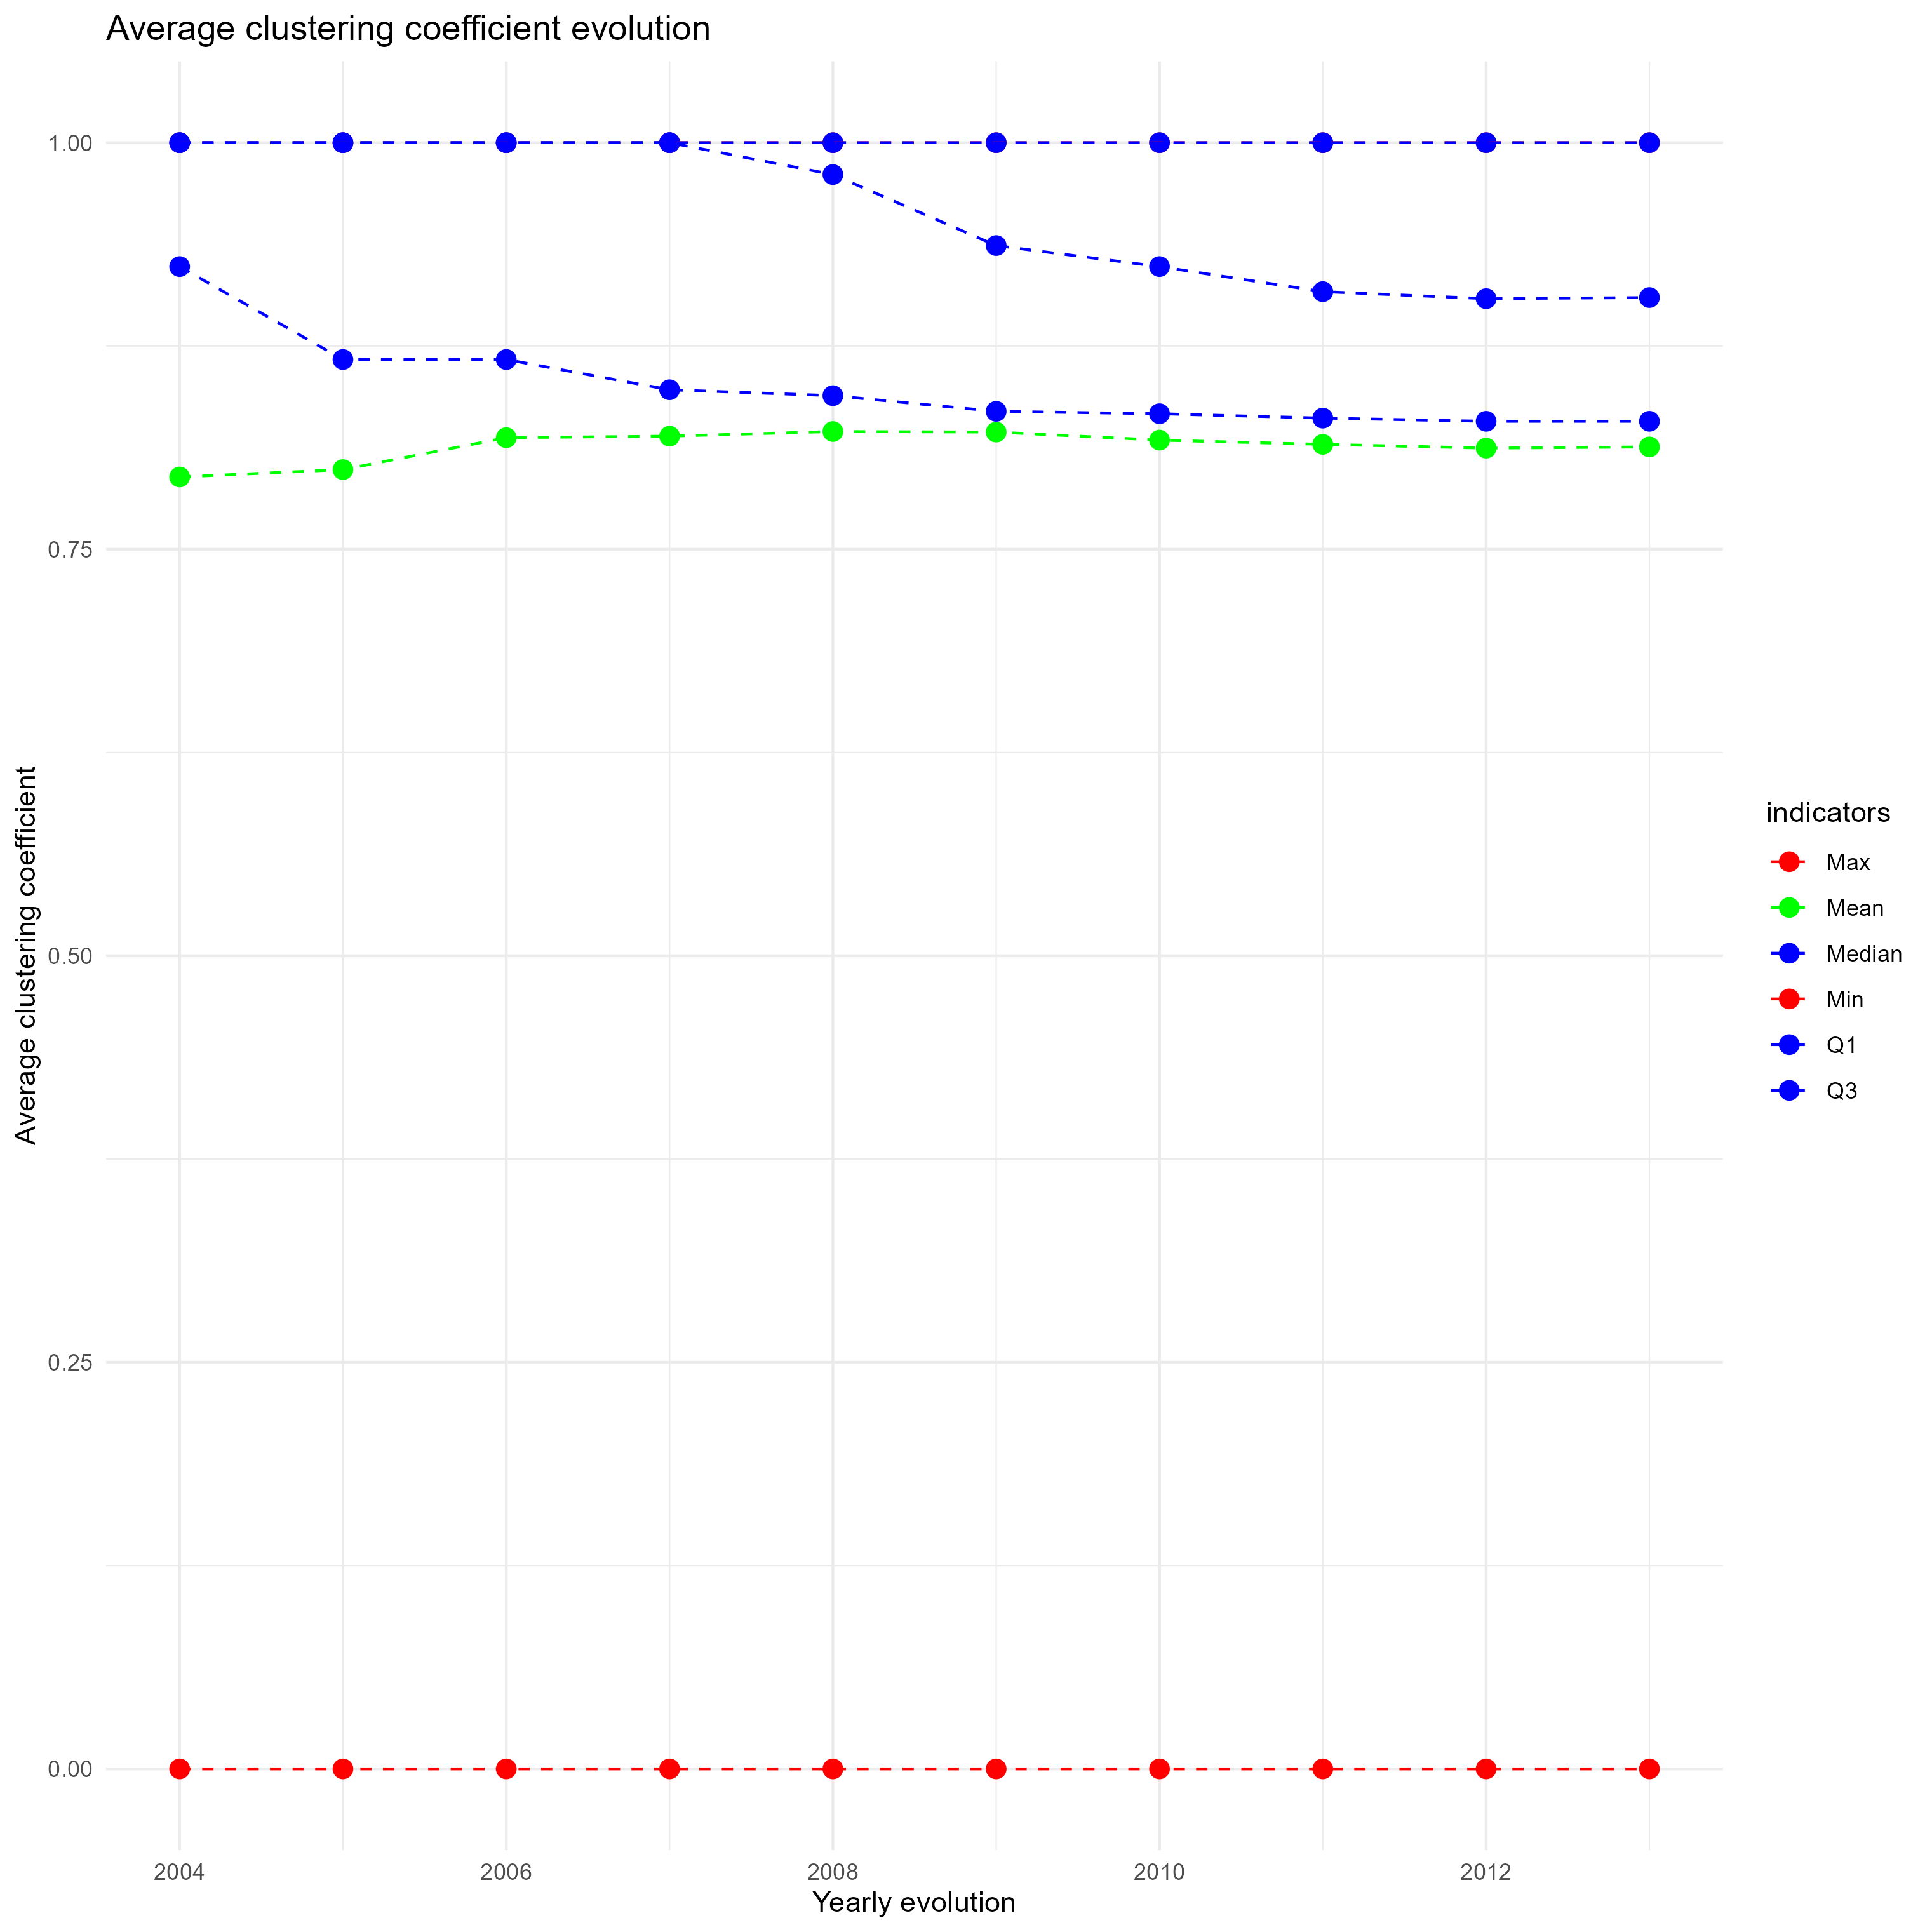 Average clustering coefficient evolution
Average clustering coefficient
1.00
0.75
0.50
0.25
0.00
2004
2006
2008
2010
2012
Yearly evolution
indicators
Max
Mean
Median
Min
Q1
Q3